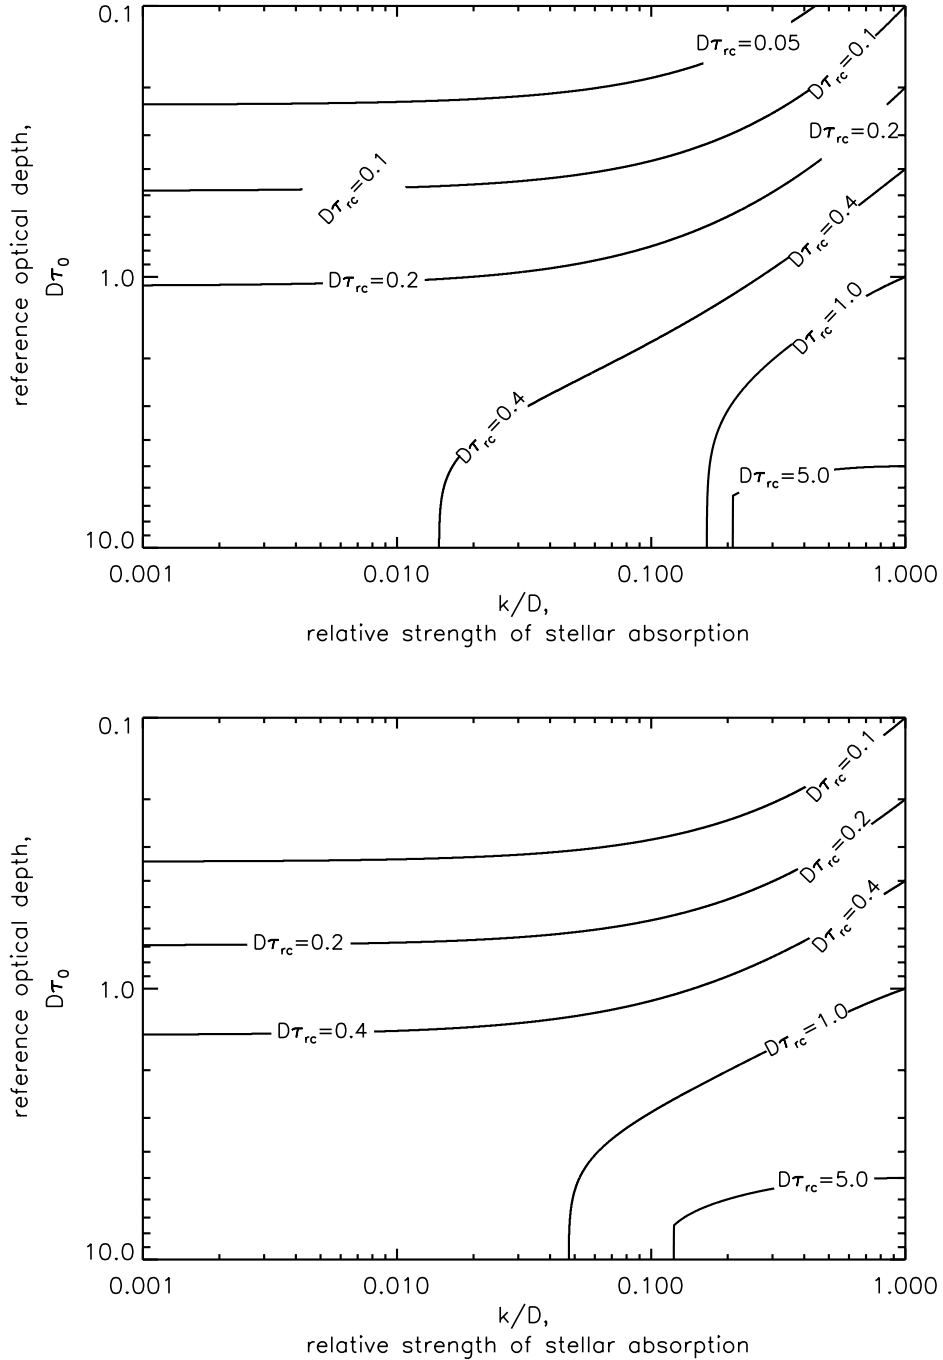 0.1
1.0
10.0
reference optical depth,
Dτ₀
Dτrc=0.05
Dτrc=0.1
Dτrc=0.2
Dτrc=0.1
Dτrc=0.4
Dτrc=0.2
Dτrc=1.0
Dτrc=0.4
Dτrc=5.0
0.001 0.010 0.100 1.000
k/D,
relative strength of stellar absorption
0.1
1.0
10.0
reference optical depth,
Dτ₀
Dτrc=0.1
Dτrc=0.2
Dτrc=0.4
Dτrc=0.2
Dτrc=0.4
Dτrc=1.0
Dτrc=5.0
0.001 0.010 0.100 1.000
k/D,
relative strength of stellar absorption